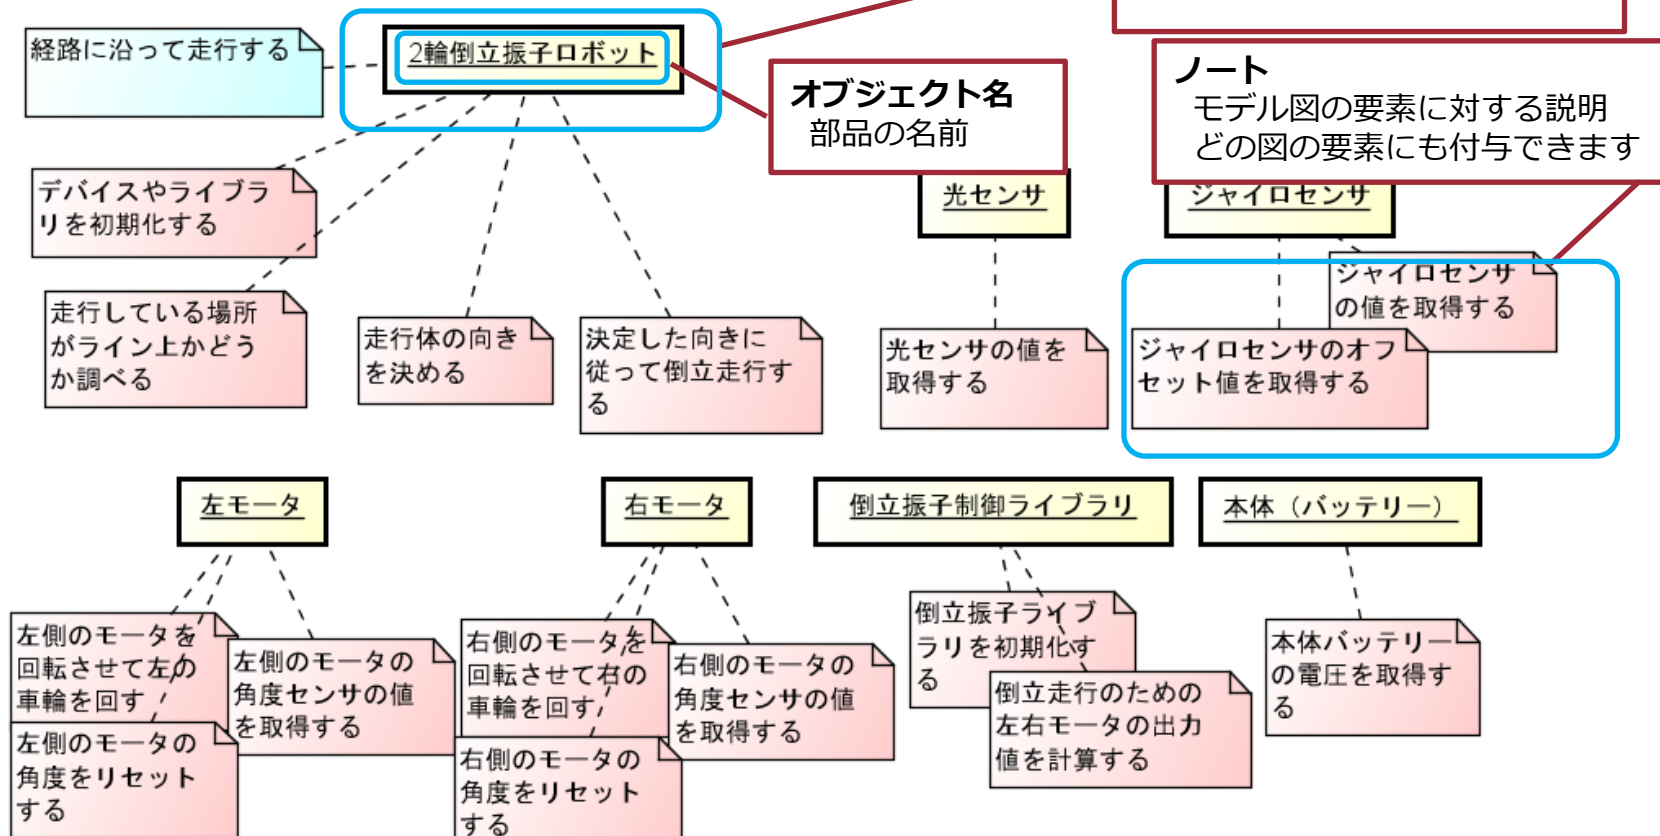 経路に沿って走行する
2輪倒立振子ロボット
オブジェクト名
部品の名前
ノート
モデル図の要素に対する説明
どの図の要素にも付与できます
デバイスやライブラ
リを初期化する
光センサ
ジャイロセンサ
走行している場所
がライン上かどう
か調べる
走行体の向き
を決める
決定した向きに
従って倒立走行す
る
光センサの値を
取得する
ジャイロセンサ
の値を取得する
ジャイロセンサのオフ
セット値を取得する
左モータ
右モータ
倒立振子制御ライブラリ
本体（バッテリー）
左側のモータを
回転させて左の
車輪を回す
左側のモータの
角度センサの値
を取得する
左側のモータの
角度をリセット
する
右側のモータを
回転させて右の
車輪を回す
右側のモータの
角度センサの値
を取得する
右側のモータの
角度をリセット
する
倒立振子ライブ
ラリを初期化す
る
倒立走行のための
左右モータの出力
値を計算する
本体バッテリー
の電圧を取得す
る